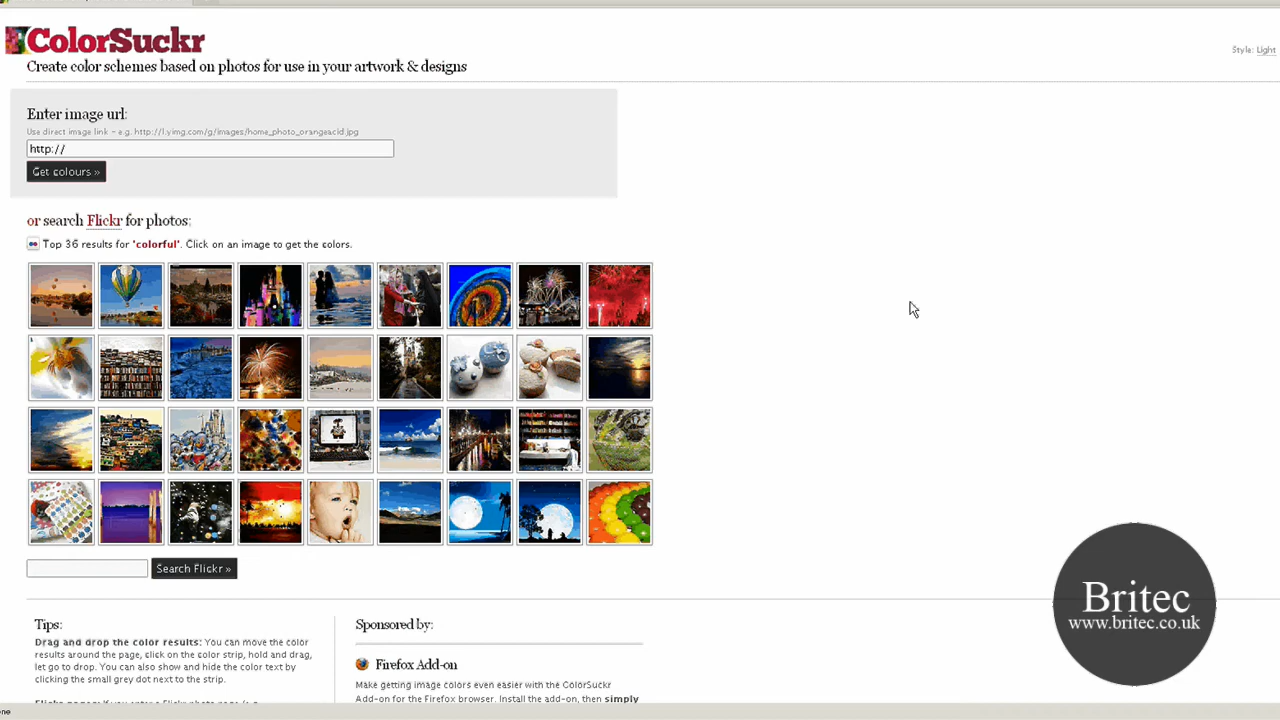 ColorSuckr
Create color schemes based on photos for use in your artwork & designs
Style: Light
Enter image url:
Use direct image link - e.g. http://l.yimg.com/g/images/home_photo_orangeacid.jpg
http://
Get colours »
or search Flickr for photos:
Top 36 results for 'colorful'. Click on an image to get the colors.
Search Flickr »
Tips:
Drag and drop the color results: You can move the color
results around the page, click on the color strip, hold and drag,
let go to drop. You can also show and hide the color text by
clicking the small grey dot next to the strip.
Sponsored by:
Firefox Add-on
Make getting image colors even easier with the ColorSuckr
Add-on for the Firefox browser. Install the add-on, then simply
Britec
www.britec.co.uk